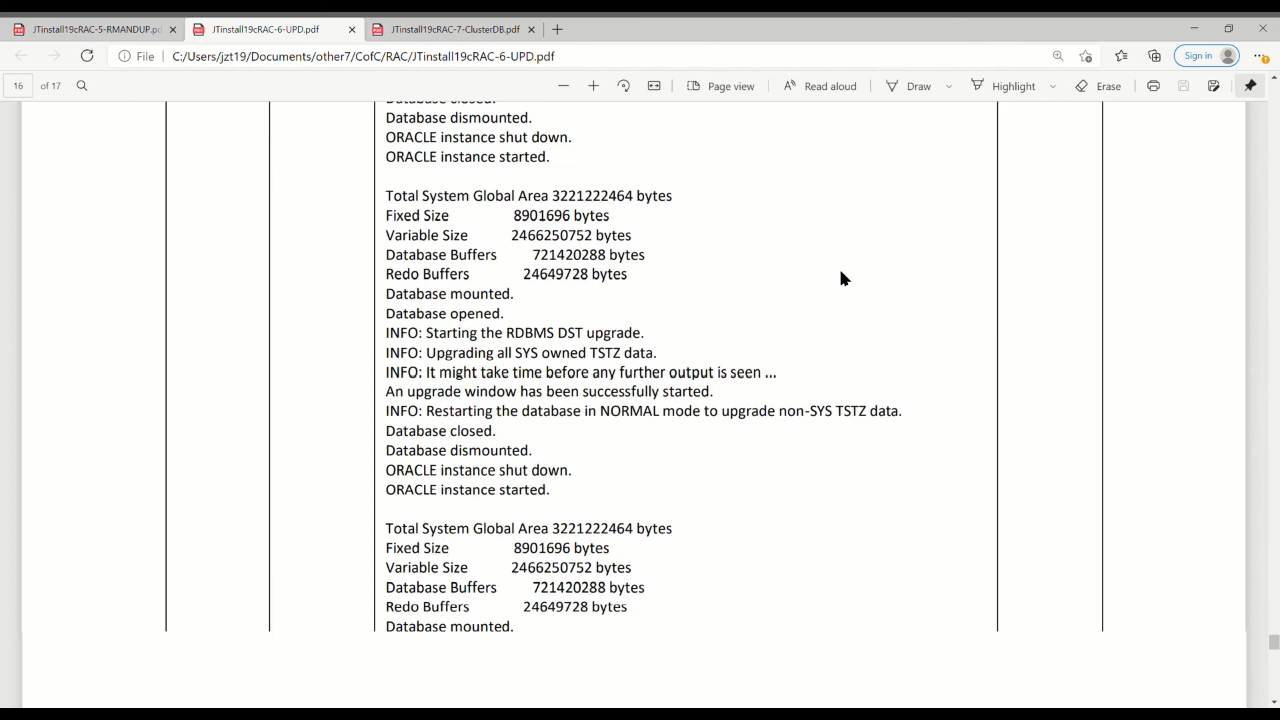 JTinstall19cRAC-5-RMANDUP.pd
JTinstall19cRAC-6-UPD.pdf
JTinstall19cRAC-7-ClusterDB.pdf
File
C:/Users/jzt19/Documents/other7/CofC/RAC/JTinstall19cRAC-6-UPD.pdf
Sign in
16 of 17
Page view
Read aloud
Draw
Highlight
Erase
Database closed.
Database dismounted.
ORACLE instance shut down.
ORACLE instance started.
Total System Global Area 3221222464 bytes
Fixed Size 8901696 bytes
Variable Size 2466250752 bytes
Database Buffers 721420288 bytes
Redo Buffers 24649728 bytes
Database mounted.
Database opened.
INFO: Starting the RDBMS DST upgrade.
INFO: Upgrading all SYS owned TSTZ data.
INFO: It might take time before any further output is seen ...
An upgrade window has been successfully started.
INFO: Restarting the database in NORMAL mode to upgrade non-SYS TSTZ data.
Database closed.
Database dismounted.
ORACLE instance shut down.
ORACLE instance started.
Total System Global Area 3221222464 bytes
Fixed Size 8901696 bytes
Variable Size 2466250752 bytes
Database Buffers 721420288 bytes
Redo Buffers 24649728 bytes
Database mounted.